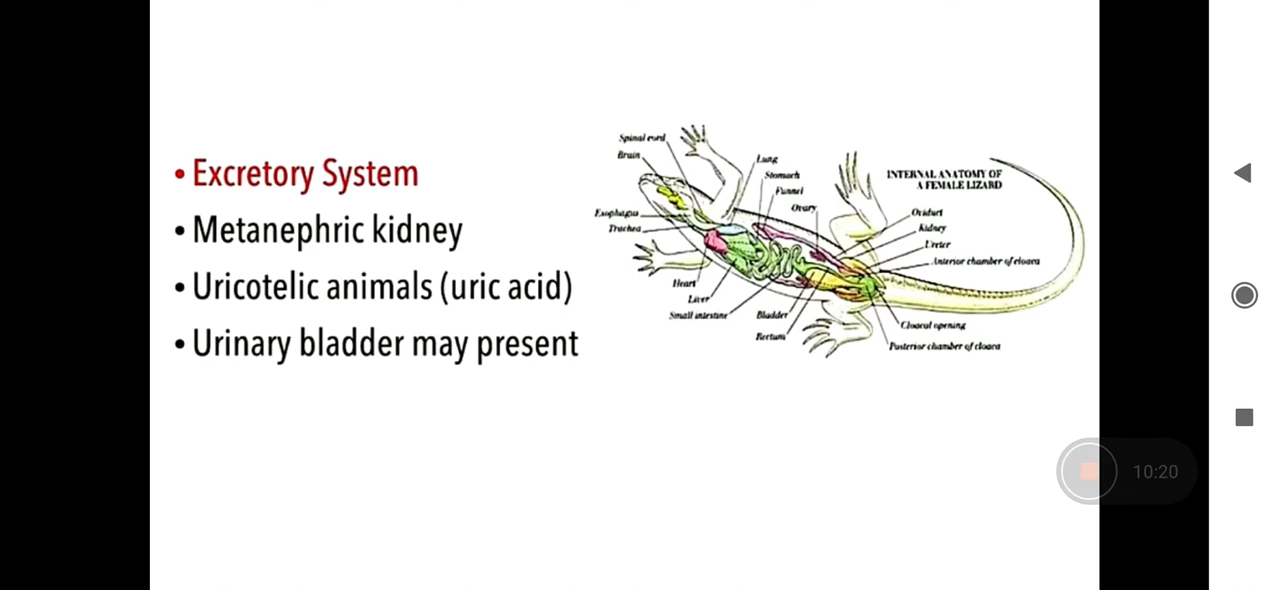 • Excretory System
• Metanephric kidney
• Uricotelic animals (uric acid)
• Urinary bladder may present
INTERNAL ANATOMY OF
A FEMALE LIZARD
Spinal cord
Brain
Esophagus
Trachea
Heart
Liver
Small intestine
Lung
Stomach
Funnel
Ovary
Bladder
Rectum
Oviduct
Kidney
Ureter
Anterior chamber of cloaca
Cloacal opening
Posterior chamber of cloaca
10:20